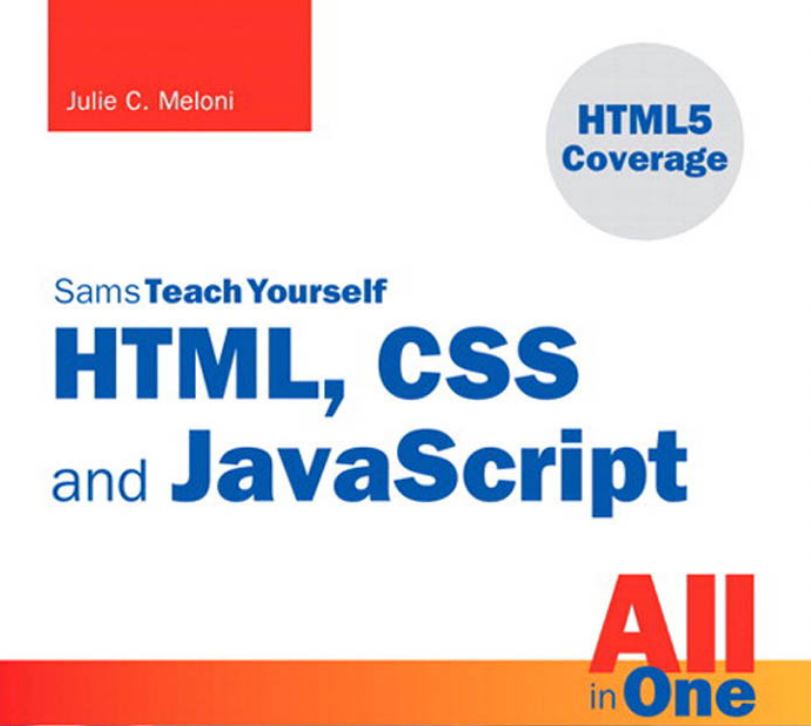 Julie C. Meloni
HTML5
Coverage
Sams Teach Yourself
HTML, CSS
and JavaScript
All
in One